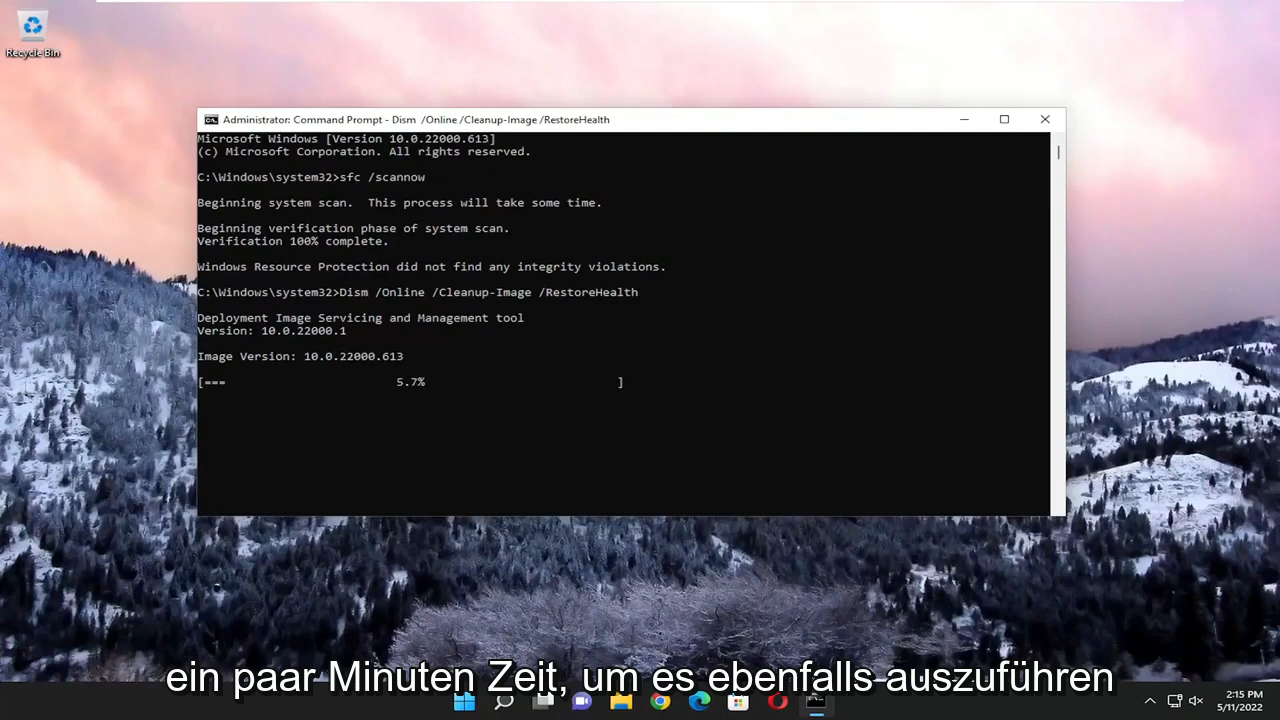 Recycle Bin
Administrator: Command Prompt - Dism  /Online /Cleanup-Image /RestoreHealth
Microsoft Windows [Version 10.0.22000.613]
(c) Microsoft Corporation. All rights reserved.
C:\Windows\system32>sfc /scannow
Beginning system scan.  This process will take some time.
Beginning verification phase of system scan.
Verification 100% complete.
Windows Resource Protection did not find any integrity violations.
C:\Windows\system32>Dism /Online /Cleanup-Image /RestoreHealth
Deployment Image Servicing and Management tool
Version: 10.0.22000.1
Image Version: 10.0.22000.613
[===                        5.7%                           ]
ein paar Minuten Zeit, um es ebenfalls auszuführen
2:15 PM
5/11/2022